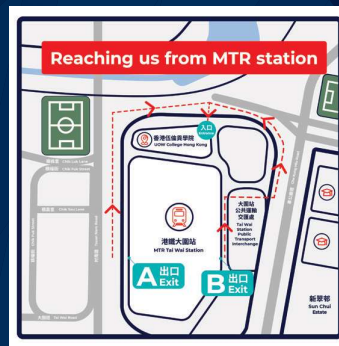 Reaching us from MTR station
香港伍倫貢學院
UOW College Hong Kong
入口
Entrance
大圍站
公共運輸
交匯處
Tai Wai
Station
Public
Transport
Interchange
港鐵大圍站
MTR Tai Wai Station
A 出口
Exit
B 出口
Exit
新翠邨
Sun Chui
Estate